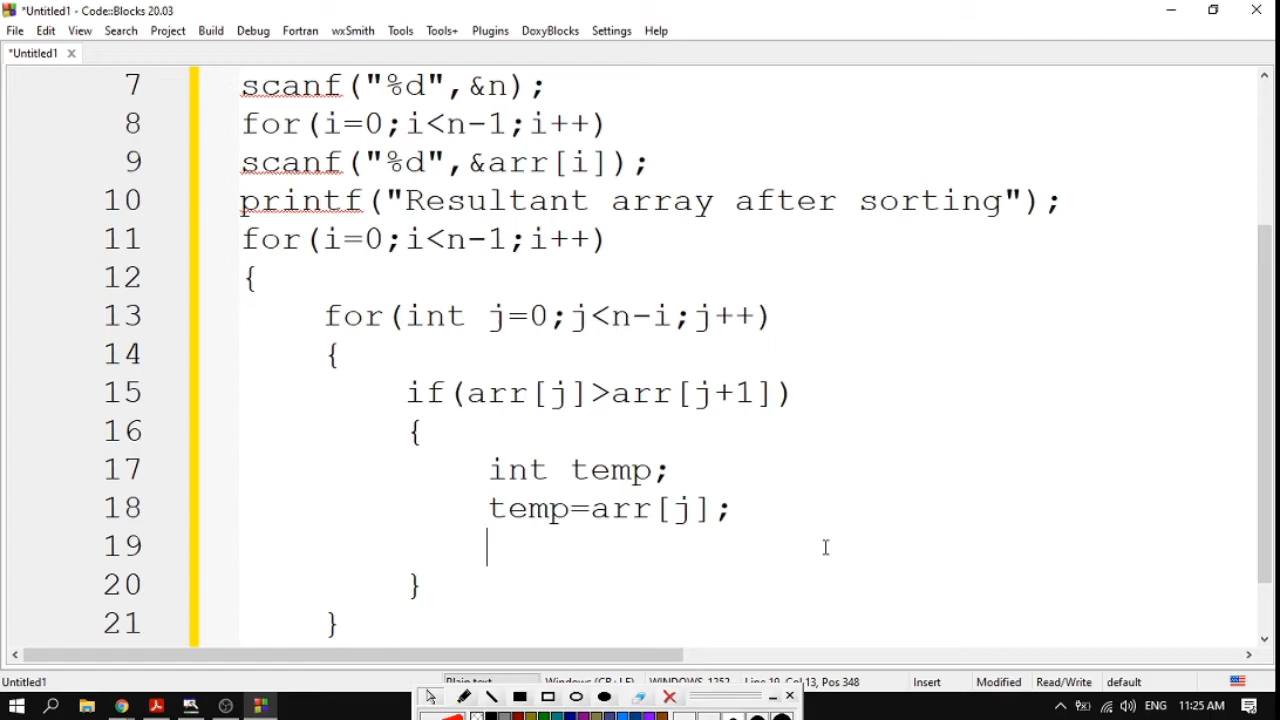 *Untitled1 - Code::Blocks 20.03
File Edit View Search Project Build Debug Fortran wxSmith Tools Tools+ Plugins DoxyBlocks Settings Help
*Untitled1
7 scanf("%d",&n);
8 for(i=0;i<n-1;i++)
9 scanf("%d",&arr[i]);
10 printf("Resultant array after sorting");
11 for(i=0;i<n-1;i++)
12 {
13 for(int j=0;j<n-i;j++)
14 {
15 if(arr[j]>arr[j+1])
16 {
17 int temp;
18 temp=arr[j];
19
20 }
21 }
Untitled1 Plain text Windows (CR+LF) WINDOWS-1252 Line 19, Col 13, Pos 348 Insert Modified Read/Write default
ENG 11:25 AM